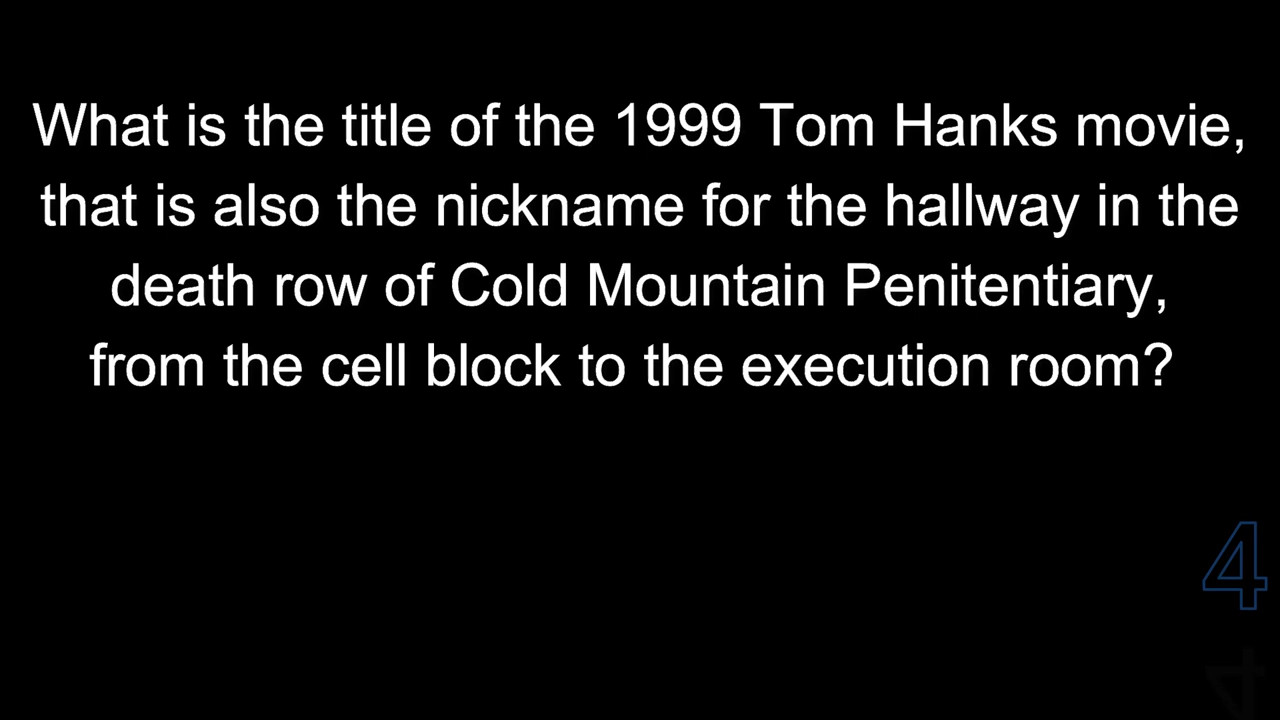 What is the title of the 1999 Tom Hanks movie,
that is also the nickname for the hallway in the
death row of Cold Mountain Penitentiary,
from the cell block to the execution room?
4